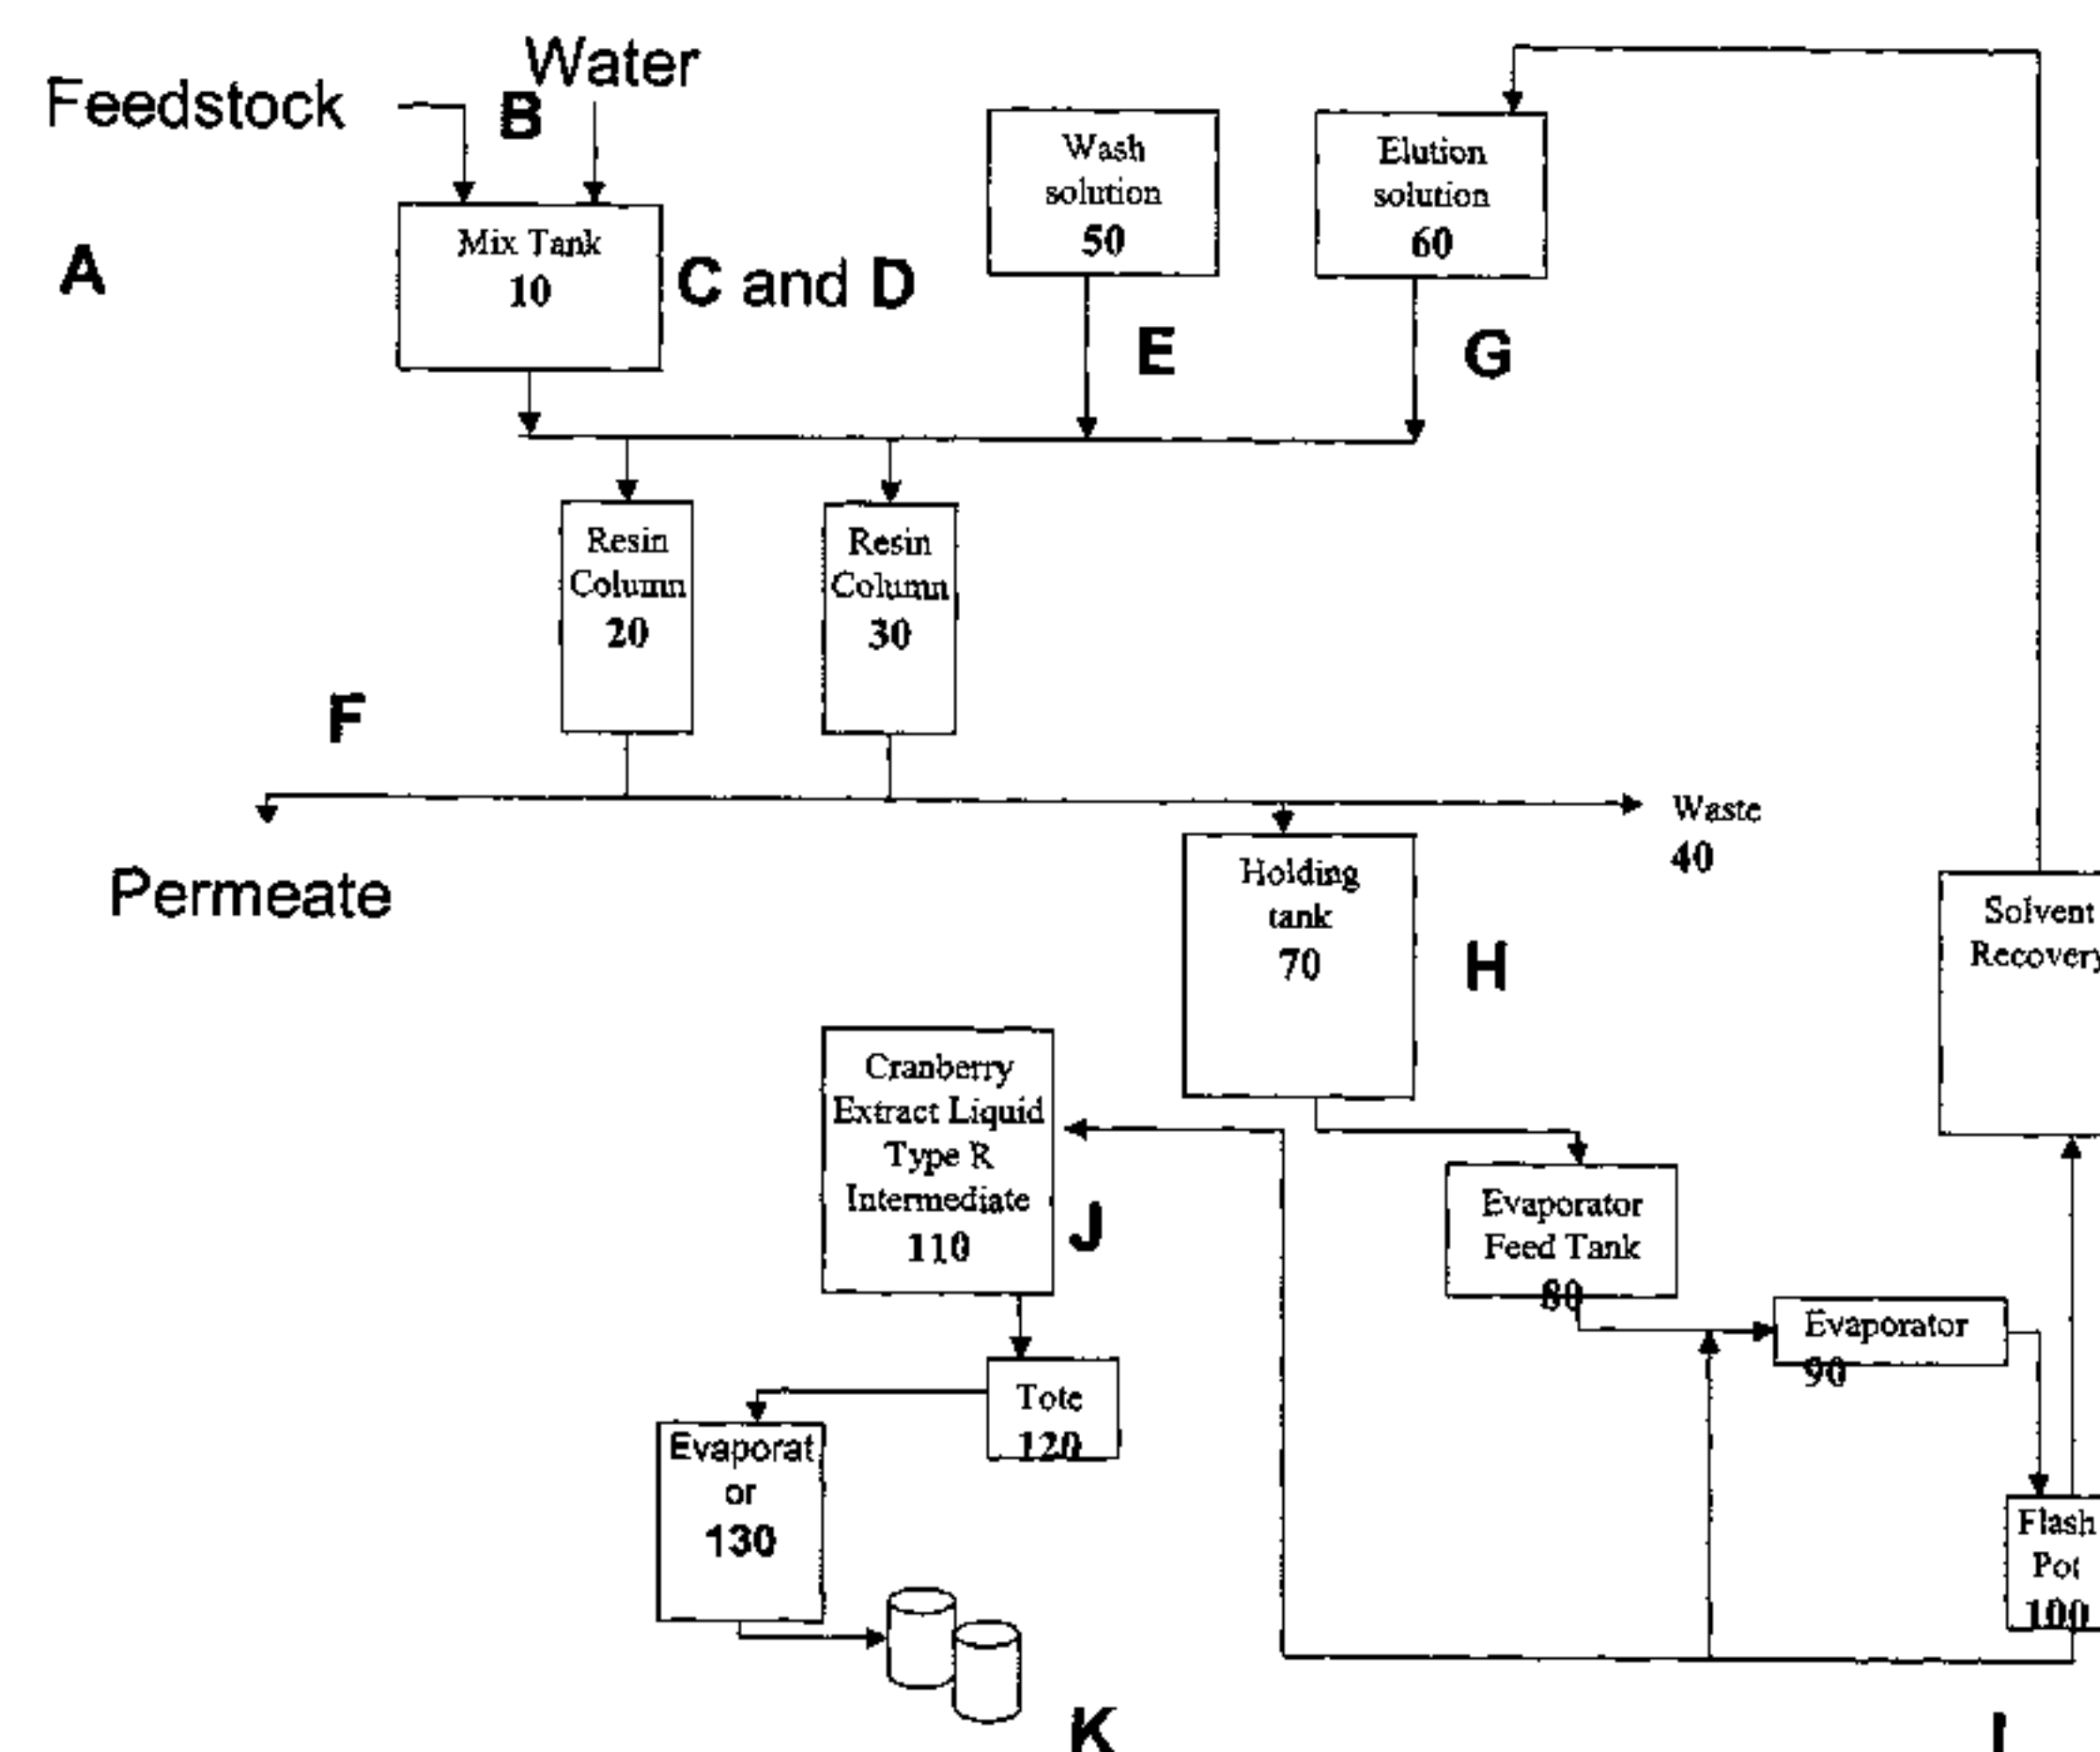 Water
Feedstock
B
Wash
solution
50
Elution
solution
60
A
Mix Tank
10
C and D
E
G
Resin
Column
20
Resin
Column
30
F
Waste
40
Permeate
Holding
tank
70
H
Solvent
Recovery
Cranberry
Extract Liquid
Type R
Intermediate
110
J
Evaporator
Feed Tank
80
Evaporator
90
Tote
120
Evaporat
or
130
Flash
Pot
100
K
I